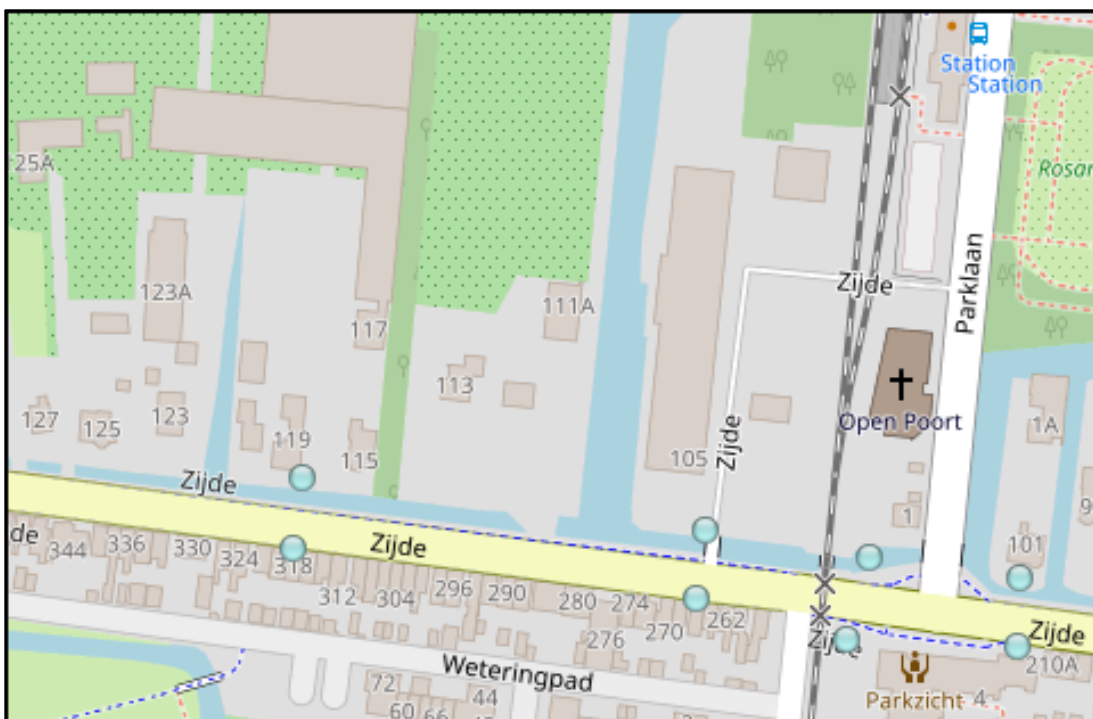 Station
Station
25A
Rosar
Parklaan
Zijde
123A
111A
117
113
127
125
123
119
115
105
Zijde
Open Poort
1A
9
Zijde
1
101
de
344
336
330
324
318
Zijde
312
304
296
290
280
274
276
270
262
Zijde
Zijde
210A
Weteringpad
72
60
66
44
Parkzicht
4